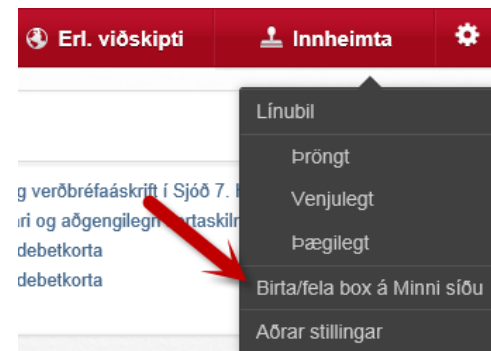 Erl. viðskipti
Innheimta
Línubil
Þröngt
Venjulegt
Þægilegt
Birta/fela box á Minni síðu
Aðrar stillingar
g verðbréfaáskrift í Sjóð 7.
ri og aðgengilegri
debetkorta
debetkorta